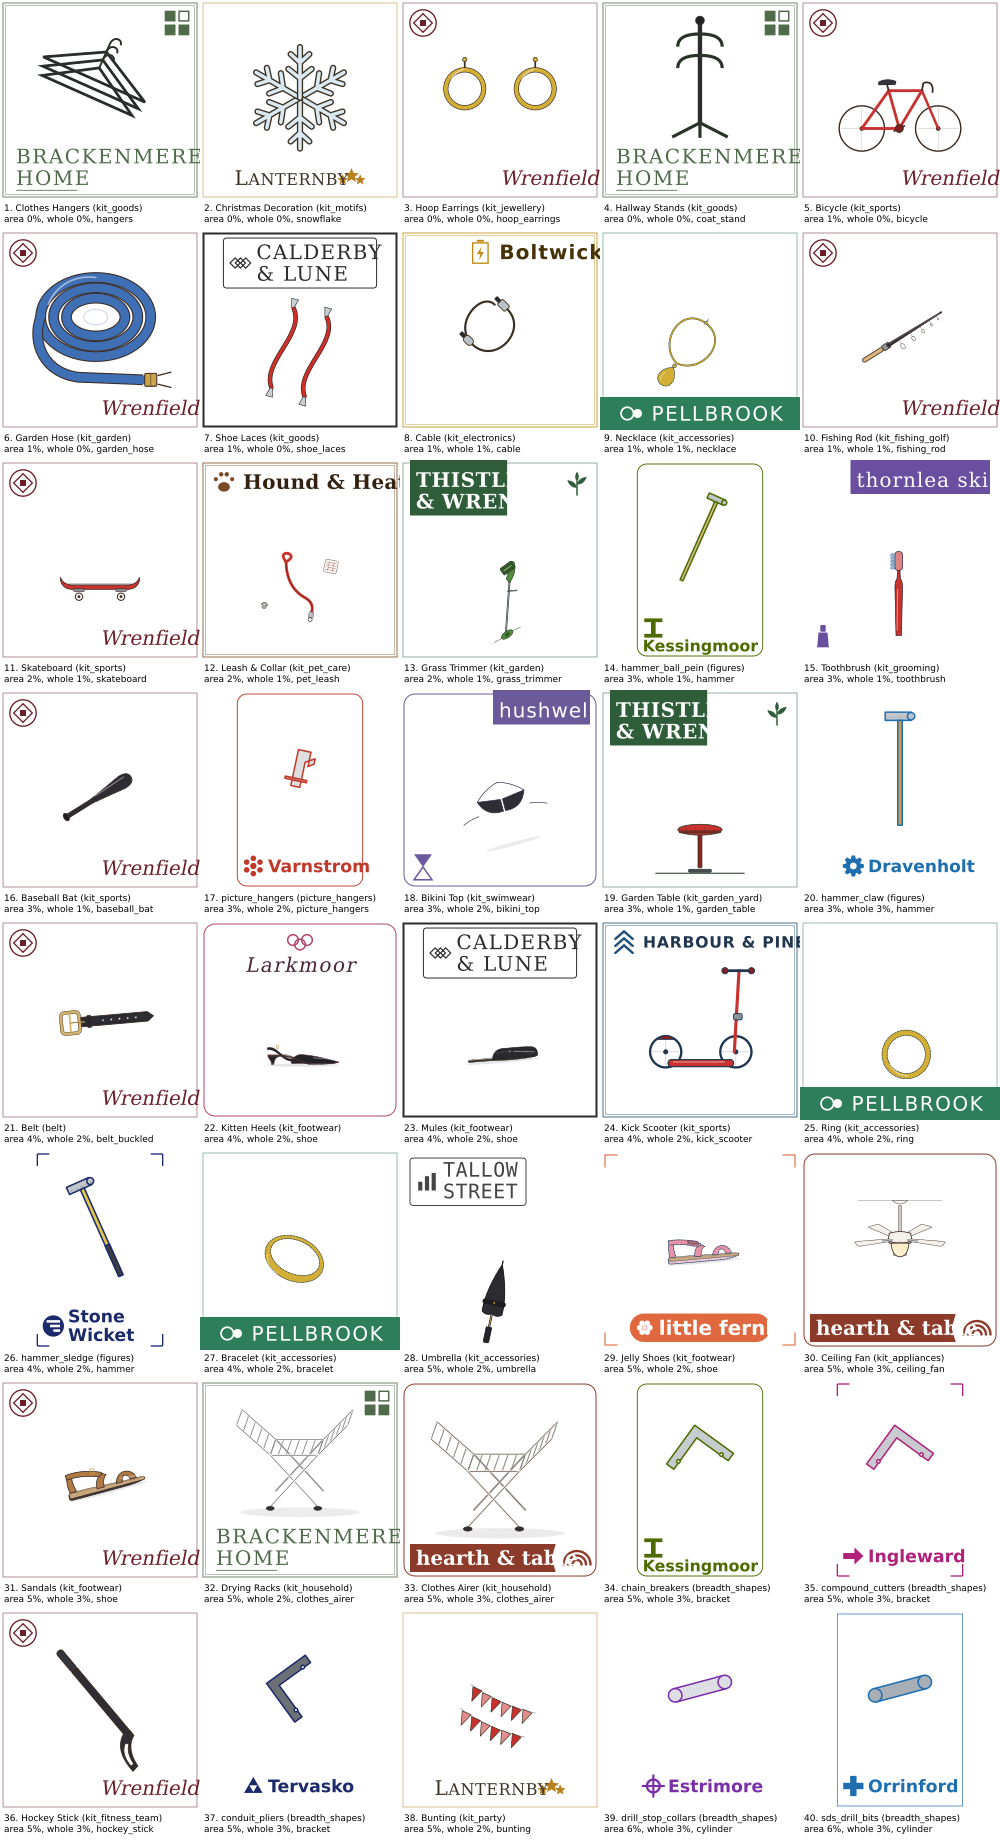 BRACKENMERE
HOME
1. Clothes Hangers (kit_goods)
area 0%, whole 0%, hangers
LANTERNBY
2. Christmas Decoration (kit_motifs)
area 0%, whole 0%, snowflake
Wrenfield
3. Hoop Earrings (kit_jewellery)
area 0%, whole 0%, hoop_earrings
BRACKENMERE
HOME
4. Hallway Stands (kit_goods)
area 0%, whole 0%, coat_stand
Wrenfield
5. Bicycle (kit_sports)
area 1%, whole 0%, bicycle
Wrenfield
6. Garden Hose (kit_garden)
area 1%, whole 0%, garden_hose
CALDERBY
& LUNE
7. Shoe Laces (kit_goods)
area 1%, whole 0%, shoe_laces
Boltwick
8. Cable (kit_electronics)
area 1%, whole 1%, cable
PELLBROOK
9. Necklace (kit_accessories)
area 1%, whole 1%, necklace
Wrenfield
10. Fishing Rod (kit_fishing_golf)
area 1%, whole 1%, fishing_rod
Wrenfield
11. Skateboard (kit_sports)
area 2%, whole 1%, skateboard
Hound & Hea
12. Leash & Collar (kit_pet_care)
area 2%, whole 1%, pet_leash
THISTL
& WREN
13. Grass Trimmer (kit_garden)
area 2%, whole 1%, grass_trimmer
Kessingmoor
14. hammer_ball_pein (figures)
area 3%, whole 1%, hammer
thornlea ski
15. Toothbrush (kit_grooming)
area 3%, whole 1%, toothbrush
Wrenfield
16. Baseball Bat (kit_sports)
area 3%, whole 1%, baseball_bat
Varnstrom
17. picture_hangers (picture_hangers)
area 3%, whole 2%, picture_hangers
hushwel
18. Bikini Top (kit_swimwear)
area 3%, whole 2%, bikini_top
THISTL
& WREN
19. Garden Table (kit_garden_yard)
area 3%, whole 1%, garden_table
Dravenholt
20. hammer_claw (figures)
area 3%, whole 3%, hammer
Wrenfield
21. Belt (belt)
area 4%, whole 2%, belt_buckled
Larkmoor
22. Kitten Heels (kit_footwear)
area 4%, whole 2%, shoe
CALDERBY
& LUNE
23. Mules (kit_footwear)
area 4%, whole 2%, shoe
HARBOUR & PINE
24. Kick Scooter (kit_sports)
area 4%, whole 2%, kick_scooter
PELLBROOK
25. Ring (kit_accessories)
area 4%, whole 2%, ring
Stone
Wicket
26. hammer_sledge (figures)
area 4%, whole 2%, hammer
PELLBROOK
27. Bracelet (kit_accessories)
area 4%, whole 2%, bracelet
TALLOW
STREET
28. Umbrella (kit_accessories)
area 5%, whole 2%, umbrella
little fern
29. Jelly Shoes (kit_footwear)
area 5%, whole 2%, shoe
hearth & tab
30. Ceiling Fan (kit_appliances)
area 5%, whole 3%, ceiling_fan
Wrenfield
31. Sandals (kit_footwear)
area 5%, whole 3%, shoe
BRACKENMERE
HOME
32. Drying Racks (kit_household)
area 5%, whole 2%, clothes_airer
hearth & tab
33. Clothes Airer (kit_household)
area 5%, whole 3%, clothes_airer
Kessingmoor
34. chain_breakers (breadth_shapes)
area 5%, whole 3%, bracket
Ingleward
35. compound_cutters (breadth_shapes)
area 5%, whole 3%, bracket
Wrenfield
36. Hockey Stick (kit_fitness_team)
area 5%, whole 3%, hockey_stick
Tervasko
37. conduit_pliers (breadth_shapes)
area 5%, whole 3%, bracket
LANTERNBY
38. Bunting (kit_party)
area 5%, whole 2%, bunting
Estrimore
39. drill_stop_collars (breadth_shapes)
area 6%, whole 3%, cylinder
Orrinford
40. sds_drill_bits (breadth_shapes)
area 6%, whole 3%, cylinder